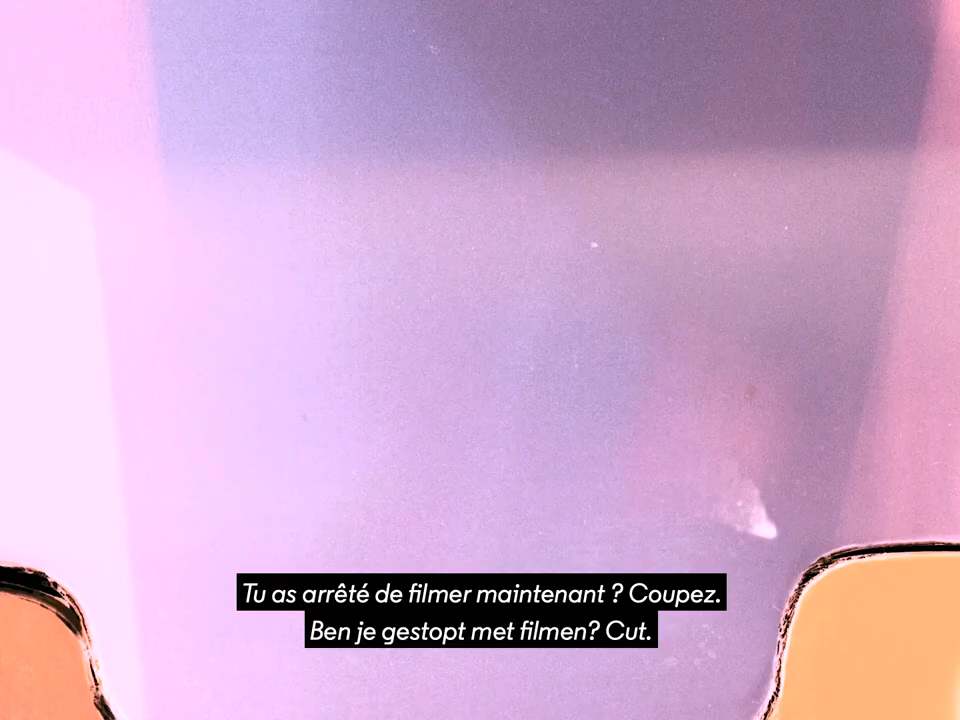 Tu as arrêté de filmer maintenant ? Coupez.
Ben je gestopt met filmen? Cut.